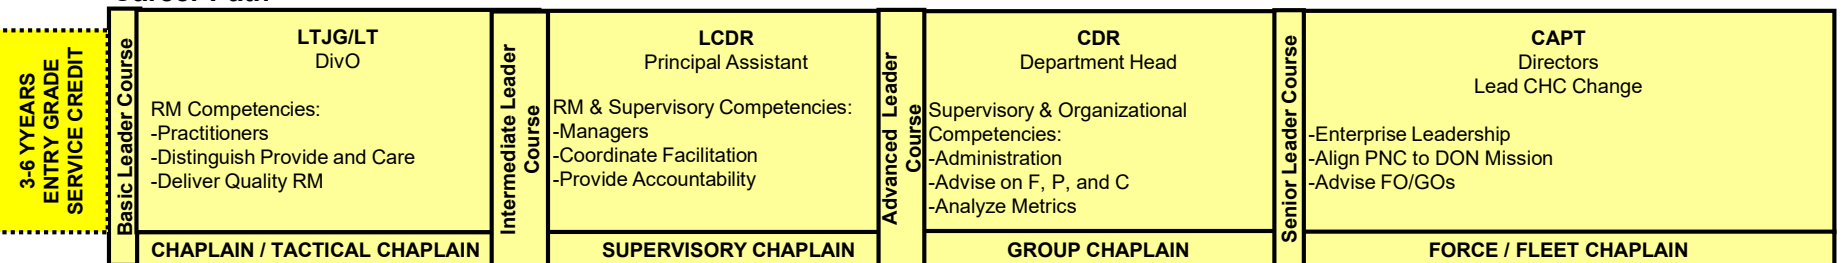 3-6 YYEARS
ENTRY GRADE
SERVICE CREDIT
Basic Leader Course
LTJG/LT
DivO
RM Competencies:
-Practitioners
-Distinguish Provide and Care
-Deliver Quality RM
CHAPLAIN / TACTICAL CHAPLAIN
Intermediate Leader
Course
LCDR
Principal Assistant
RM & Supervisory Competencies:
-Managers
-Coordinate Facilitation
-Provide Accountability
SUPERVISORY CHAPLAIN
Advanced Leader
Course
CDR
Department Head
Supervisory & Organizational
Competencies:
-Administration
-Advise on F, P, and C
-Analyze Metrics
GROUP CHAPLAIN
Senior Leader Course
CAPT
Directors
Lead CHC Change
-Enterprise Leadership
-Align PNC to DON Mission
-Advise FO/GOs
FORCE / FLEET CHAPLAIN